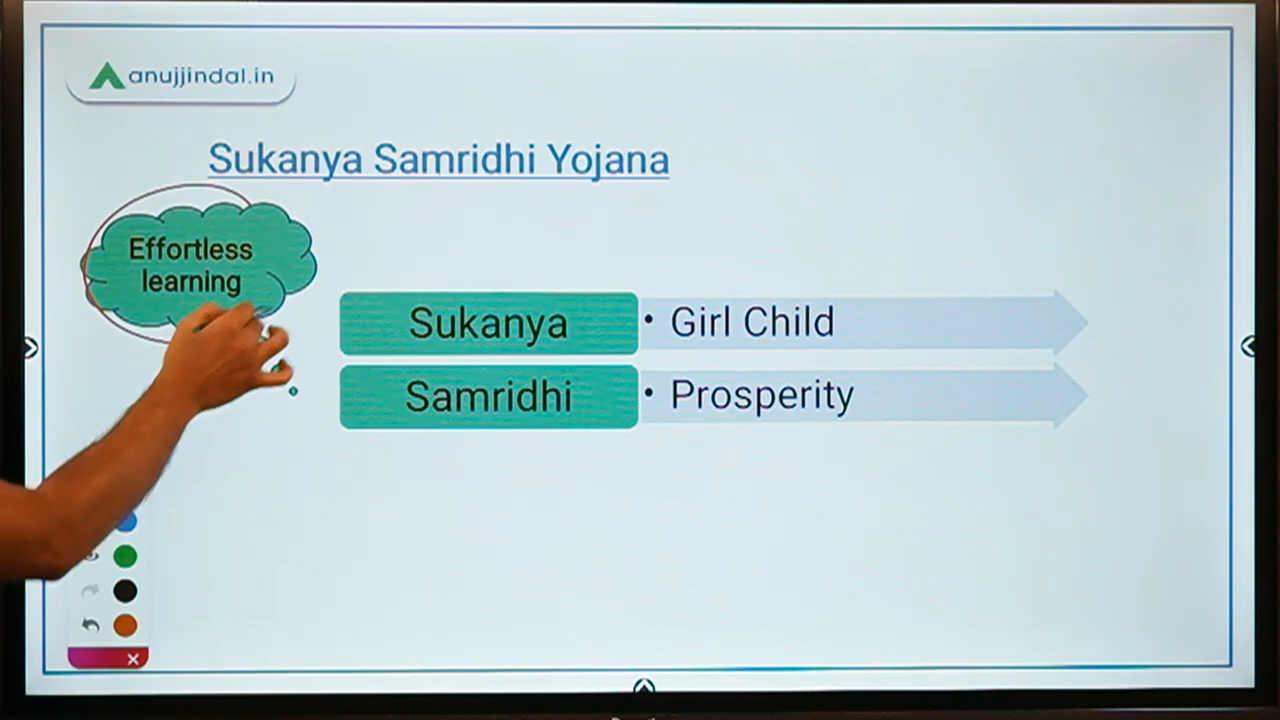 anujjindal.in
Sukanya Samridhi Yojana
Effortless
learning
Sukanya
• Girl Child
Samridhi
• Prosperity